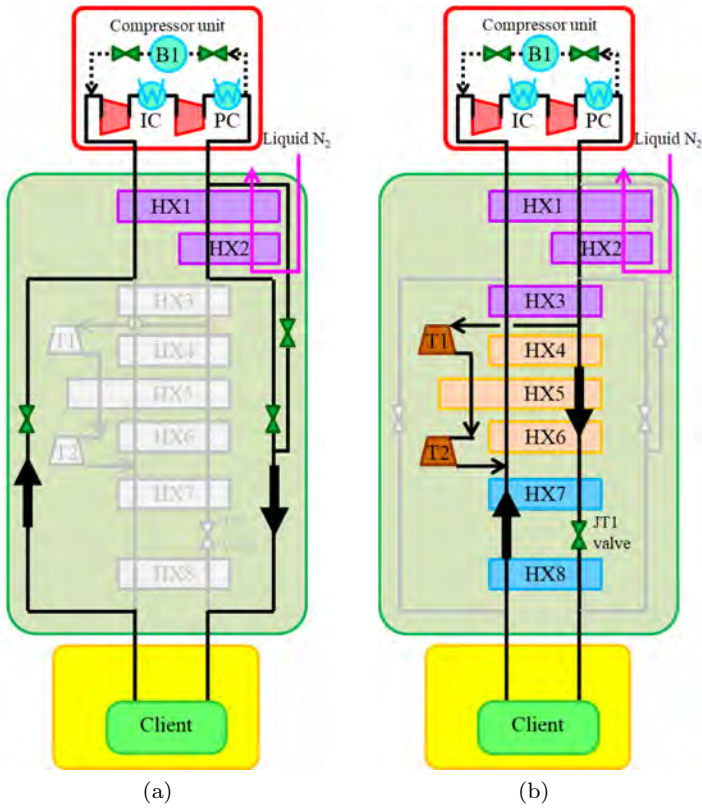 Compressor unit
B1
IC
PC
Liquid N₂
HX1
HX2
HX3
T1
HX4
HX5
HX6
T2
HX7
HX8
Client
(a)
Compressor unit
B1
IC
PC
Liquid N₂
HX1
HX2
HX3
T1
HX4
HX5
HX6
T2
HX7
JT1
valve
HX8
Client
(b)